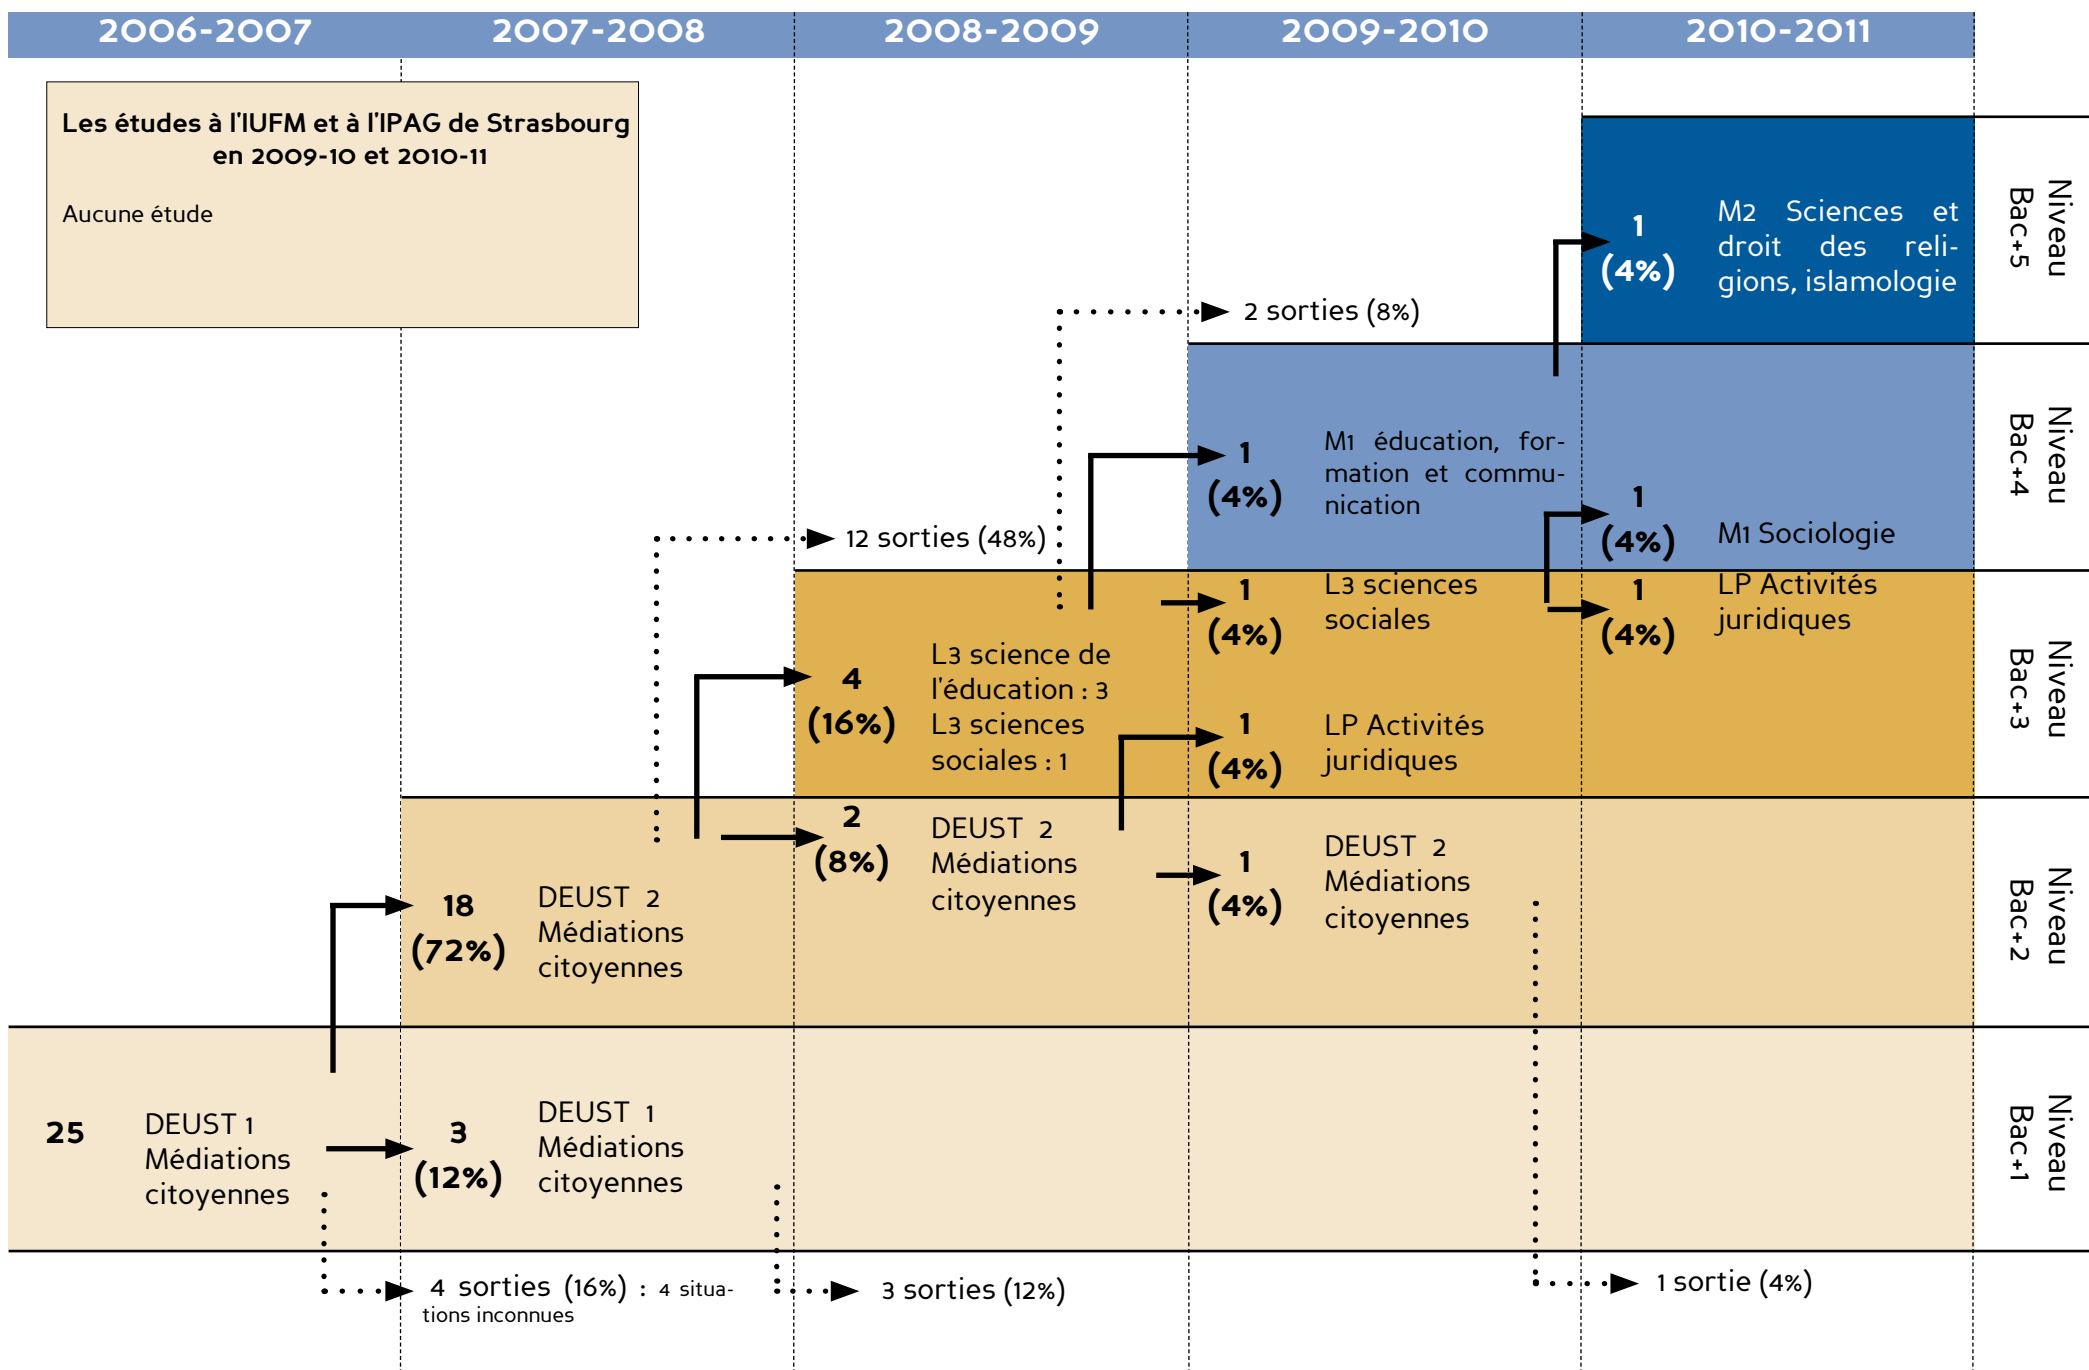 2006-2007
2007-2008
2008-2009
2009-2010
2010-2011
Les études à l'IUFM et à l'IPAG de Strasbourg
en 2009-10 et 2010-11
Aucune étude
1
(4%)
M2 Sciences et
droit des reli-
gions, islamologie
Niveau
Bac+5
2 sorties (8%)
1
(4%)
M1 éducation, for-
mation et commu-
nication
1
(4%)
M1 Sociologie
Niveau
Bac+4
12 sorties (48%)
4
(16%)
L3 science de
l'éducation : 3
L3 sciences
sociales : 1
1
(4%)
L3 sciences
sociales
1
(4%)
LP Activités
juridiques
1
(4%)
LP Activités
juridiques
Niveau
Bac+3
18
(72%)
DEUST 2
Médiations
citoyennes
2
(8%)
DEUST 2
Médiations
citoyennes
1
(4%)
DEUST 2
Médiations
citoyennes
Niveau
Bac+2
25
DEUST 1
Médiations
citoyennes
3
(12%)
DEUST 1
Médiations
citoyennes
Niveau
Bac+1
4 sorties (16%) : 4 situa-
tions inconnues
3 sorties (12%)
1 sortie (4%)